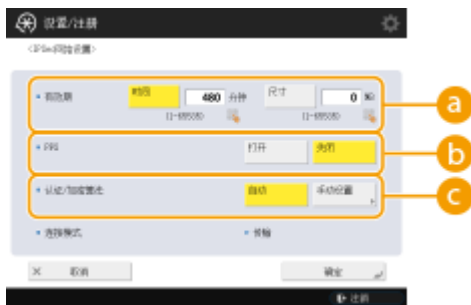 设置/注册
<IPSec网络设置>
有效期 时间 480 分钟 尺寸 0 MB
(1-65535) (1-65535)
a
PFS 打开 关闭
b
认证/加密算法 自动 手动设置
c
连接模式 传输
× 取消 确定
注销